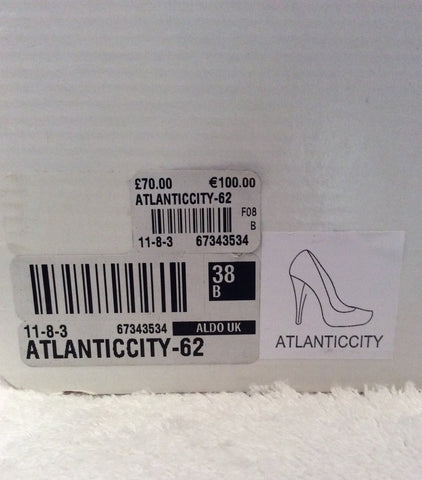 £70.00 €100.00
ATLANTICCITY-62
F08
B
11-8-3 67343534
38
B
11-8-3 67343534 ALDO UK
ATLANTICCITY-62
ATLANTICCITY